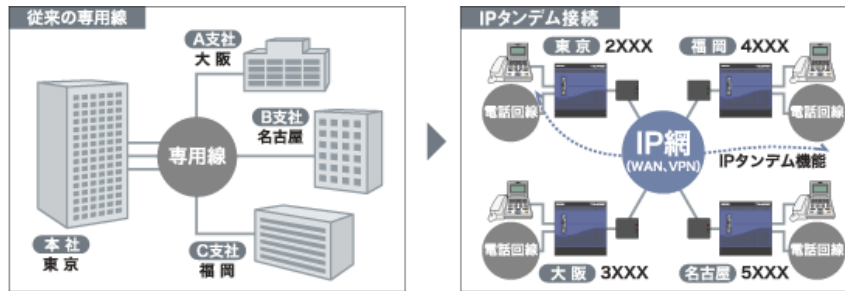 従来の専用線
A支社
大阪
B支社
名古屋
専用線
本社
東京
C支社
福岡
IPタンデム接続
東京 2XXX
福岡 4XXX
電話回線
電話回線
IP網
(WAN、VPN)
IPタンデム機能
電話回線
電話回線
大阪 3XXX
名古屋 5XXX